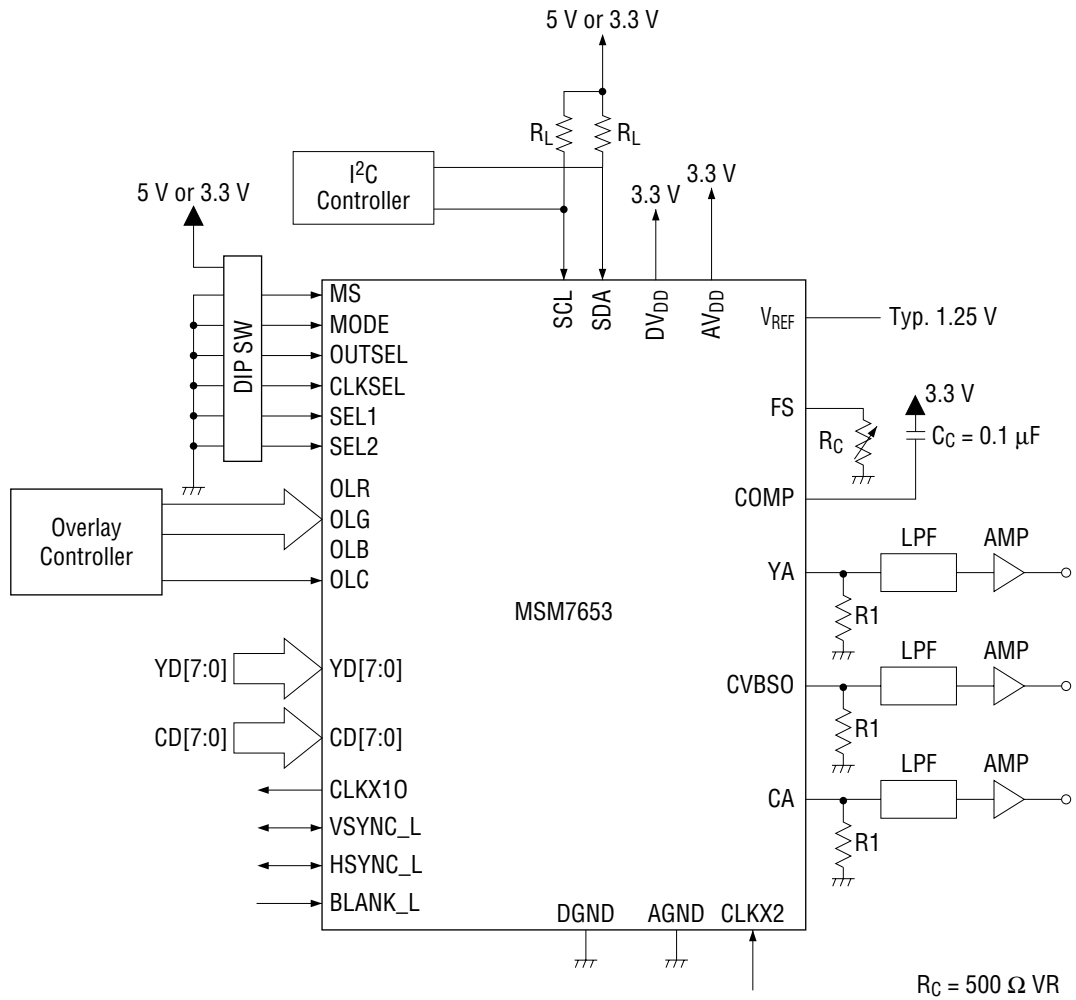 5 V or 3.3 V
R_L
R_L
I²C
Controller
3.3 V
3.3 V
5 V or 3.3 V
DIP SW
MS
MODE
OUTSEL
CLKSEL
SEL1
SEL2
SCL
SDA
DV_DD
AV_DD
V_REF
Typ. 1.25 V
FS
R_C
3.3 V
C_C = 0.1 μF
COMP
Overlay
Controller
OLR
OLG
OLB
OLC
MSM7653
YA
LPF
AMP
R1
YD[7:0]
YD[7:0]
CVBSO
LPF
AMP
R1
CD[7:0]
CD[7:0]
CA
LPF
AMP
R1
CLKX1O
VSYNC_L
HSYNC_L
BLANK_L
DGND
AGND
CLKX2
R_C = 500 Ω VR